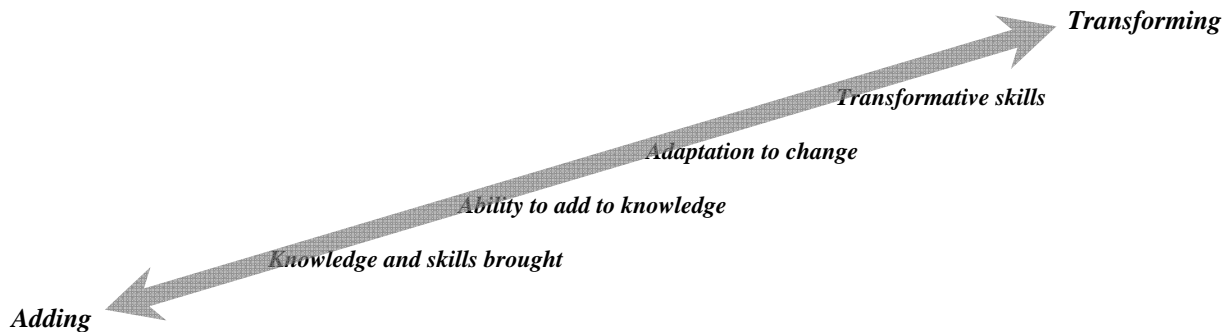 Transforming
Transformative skills
Adaptation to change
Ability to add to knowledge
Knowledge and skills brought
Adding